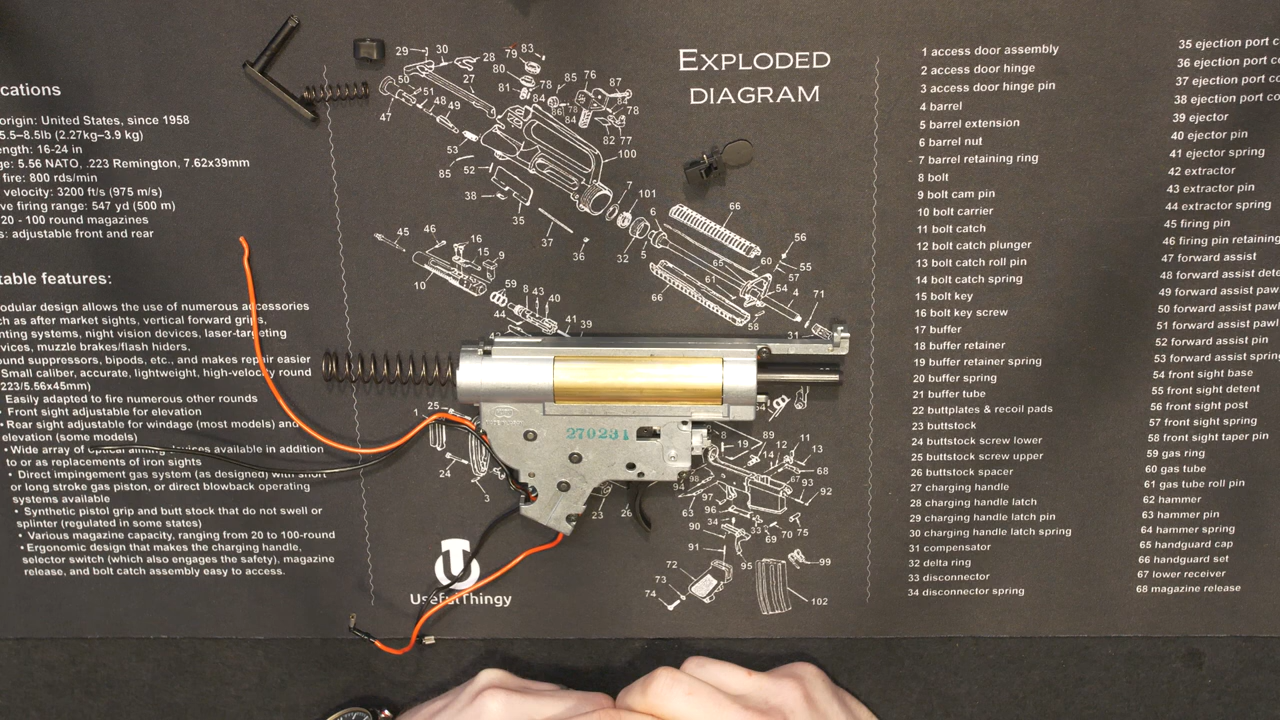 EXPLODED
DIAGRAM
cations
origin: United States, since 1958
5.5–8.5lb (2.27kg–3.9 kg)
ength: 16-24 in
ge: 5.56 NATO, .223 Remington, 7.62x39mm
fire: 800 rds/min
velocity: 3200 ft/s (975 m/s)
ve firing range: 547 yd (500 m)
20 - 100 round magazines
s: adjustable front and rear
table features:
odular design allows the use of numerous accessories
ch as after market sights, vertical forward grips,
nting systems, night vision devices, laser-targeting
vices, muzzle brakes/flash hiders,
ound suppressors, bipods, etc., and makes repair easier
Small caliber, accurate, lightweight, high-velocity round
223/5.56x45mm)
Easily adapted to fire numerous other rounds
• Front sight adjustable for elevation
• Rear sight adjustable for windage (most models) and
elevation (some models)
• Wide array of optical aiming devices available in addition
to or as replacements of iron sights
• Direct impingement gas system (as designed) with short
or long stroke gas piston, or direct blowback operating
systems available
• Synthetic pistol grip and butt stock that do not swell or
splinter (regulated in some states)
• Various magazine capacity, ranging from 20 to 100-round
• Ergonomic design that makes the charging handle,
selector switch (which also engages the safety), magazine
release, and bolt catch assembly easy to access.
270231
UsefulThingy
1 access door assembly
2 access door hinge
3 access door hinge pin
4 barrel
5 barrel extension
6 barrel nut
7 barrel retaining ring
8 bolt
9 bolt cam pin
10 bolt carrier
11 bolt catch
12 bolt catch plunger
13 bolt catch roll pin
14 bolt catch spring
15 bolt key
16 bolt key screw
17 buffer
18 buffer retainer
19 buffer retainer spring
20 buffer spring
21 buffer tube
22 buttplates & recoil pads
23 buttstock
24 buttstock screw lower
25 buttstock screw upper
26 buttstock spacer
27 charging handle
28 charging handle latch
29 charging handle latch pin
30 charging handle latch spring
31 compensator
32 delta ring
33 disconnector
34 disconnector spring
35 ejection port c
36 ejection port co
37 ejection port co
38 ejection port co
39 ejector
40 ejector pin
41 ejector spring
42 extractor
43 extractor pin
44 extractor spring
45 firing pin
46 firing pin retaining
47 forward assist
48 forward assist dete
49 forward assist pawl
50 forward assist pawl
51 forward assist pawl
52 forward assist pin
53 forward assist spring
54 front sight base
55 front sight detent
56 front sight post
57 front sight spring
58 front sight taper pin
59 gas ring
60 gas tube
61 gas tube roll pin
62 hammer
63 hammer pin
64 hammer spring
65 handguard cap
66 handguard set
67 lower receiver
68 magazine release